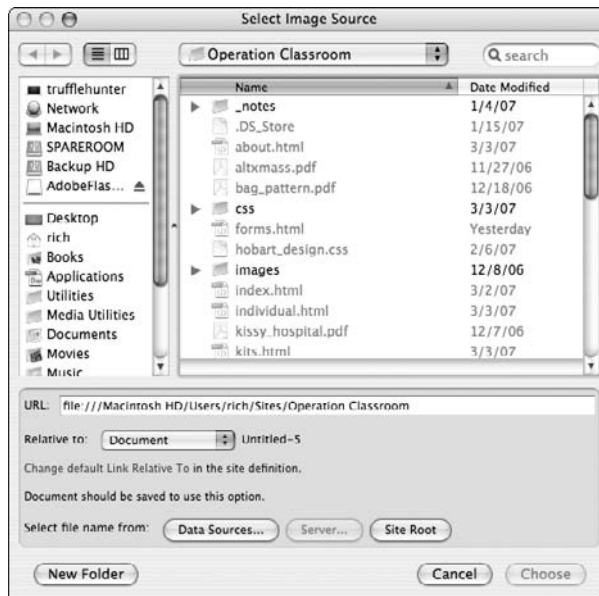 Select Image Source
Operation Classroom
search
trufflehunter
Network
Macintosh HD
SPAREROOM
Backup HD
AdobeFlas...
Desktop
rich
Books
Applications
Utilities
Media Utilities
Documents
Movies
Music
Name Date Modified
_notes 1/4/07
.DS_Store 1/15/07
about.html 3/3/07
altxmass.pdf 11/27/06
bag_pattern.pdf 12/18/06
css 3/3/07
forms.html Yesterday
hobart_design.css 2/6/07
images 12/8/06
index.html 3/2/07
individual.html 3/3/07
kissy_hospital.pdf 12/7/06
kits.html 3/3/07
URL: file:///Macintosh HD/Users/rich/Sites/Operation Classroom
Relative to: Document Untitled-5
Change default Link Relative To in the site definition.
Document should be saved to use this option.
Select file name from: Data Sources... Server... Site Root
New Folder Cancel Choose